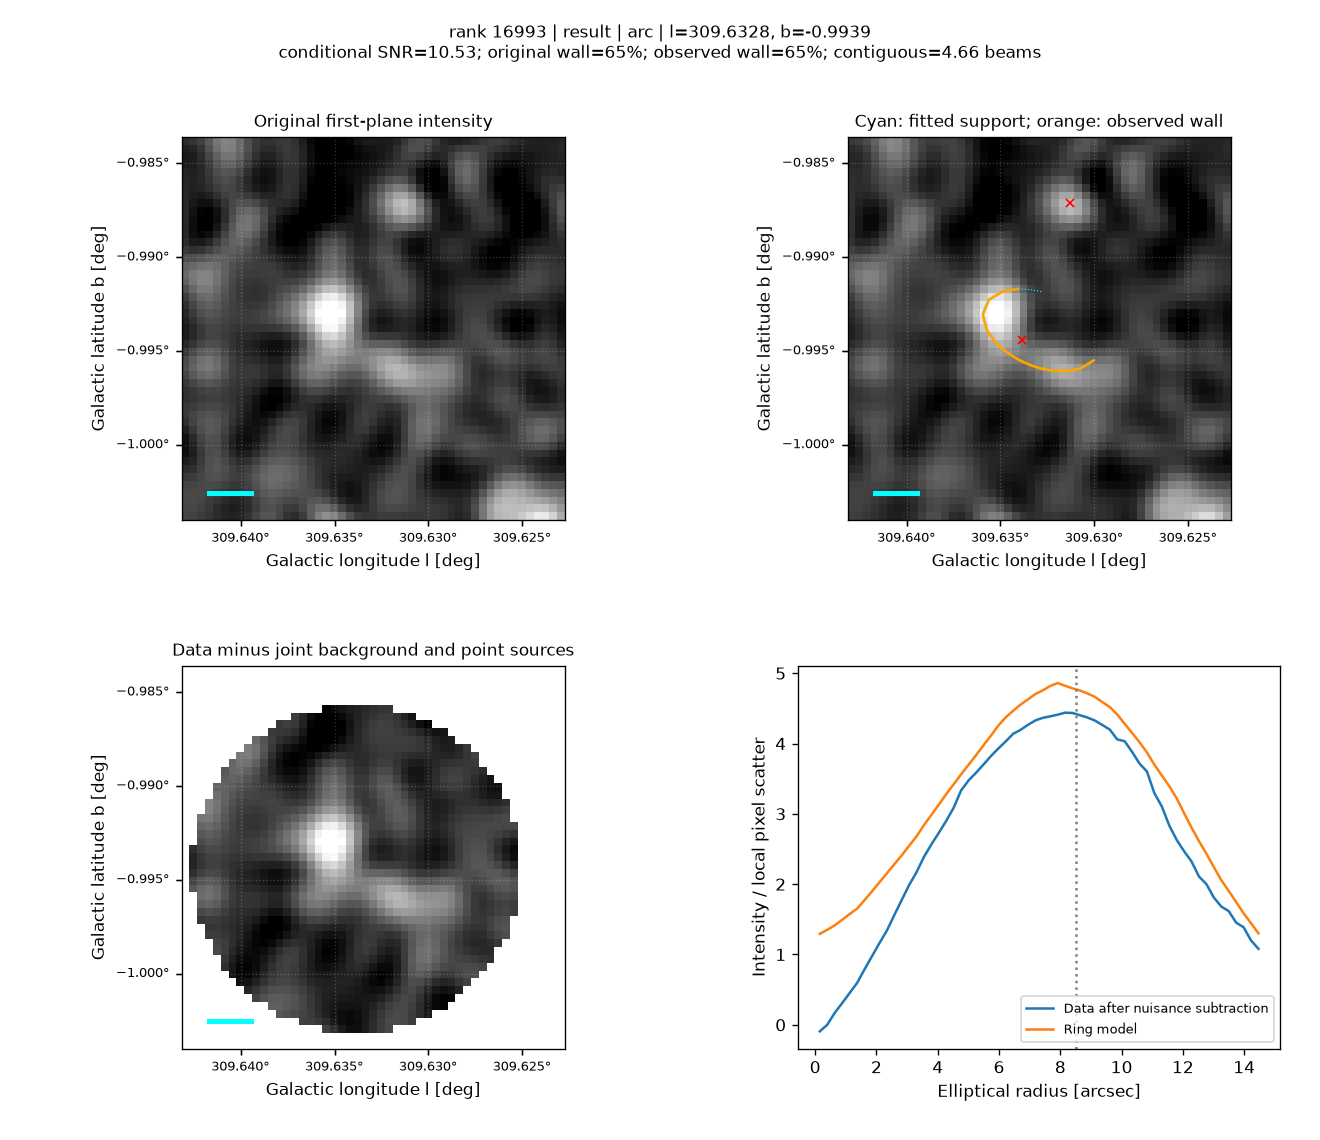 rank 16993 | result | arc | l=309.6328, b=-0.9939
conditional SNR=10.53; original wall=65%; observed wall=65%; contiguous=4.66 beams
Original first-plane intensity
Cyan: fitted support; orange: observed wall
−0.985°
−0.990°
−0.995°
−1.000°
Galactic latitude b [deg]
309.640°
309.635°
309.630°
309.625°
Galactic longitude l [deg]
−0.985°
−0.990°
−0.995°
−1.000°
Galactic latitude b [deg]
309.640°
309.635°
309.630°
309.625°
Galactic longitude l [deg]
Data minus joint background and point sources
−0.985°
−0.990°
−0.995°
−1.000°
Galactic latitude b [deg]
309.640°
309.635°
309.630°
309.625°
Galactic longitude l [deg]
5
4
3
2
1
0
Intensity / local pixel scatter
Data after nuisance subtraction
Ring model
0
2
4
6
8
10
12
14
Elliptical radius [arcsec]